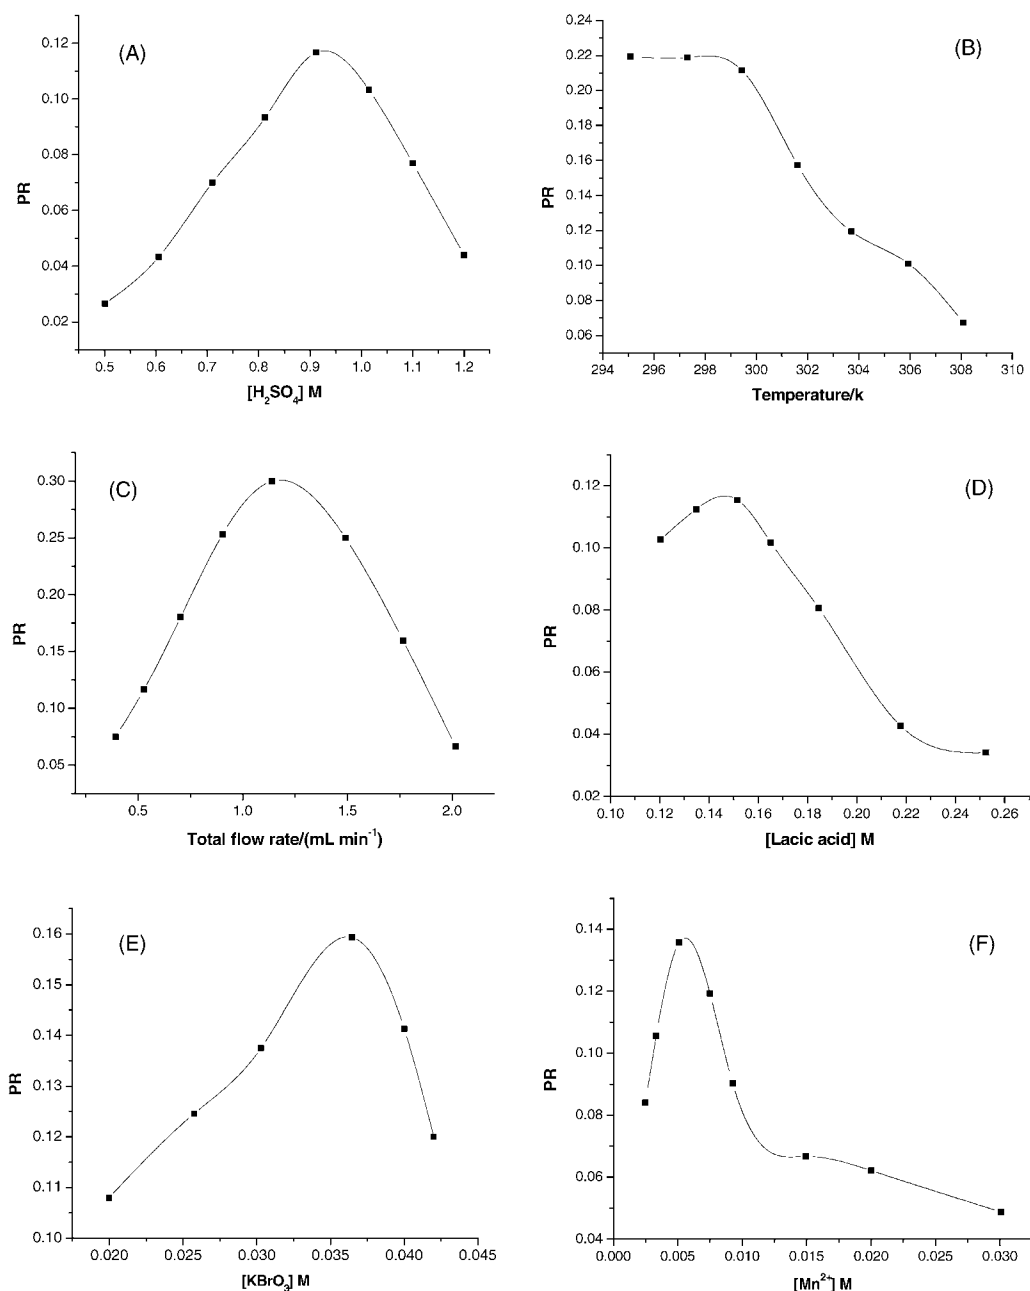 (A)
PR
0.12
0.10
0.08
0.06
0.04
0.02
0.5 0.6 0.7 0.8 0.9 1.0 1.1 1.2
[H₂SO₄] M
(B)
PR
0.24
0.22
0.20
0.18
0.16
0.14
0.12
0.10
0.08
0.06
294 296 298 300 302 304 306 308 310
Temperature/k
(C)
PR
0.30
0.25
0.20
0.15
0.10
0.05
0.5 1.0 1.5 2.0
Total flow rate/(mL min⁻¹)
(D)
PR
0.12
0.10
0.08
0.06
0.04
0.02
0.10 0.12 0.14 0.16 0.18 0.20 0.22 0.24 0.26
[Lacic acid] M
(E)
PR
0.16
0.15
0.14
0.13
0.12
0.11
0.10
0.020 0.025 0.030 0.035 0.040 0.045
[KBrO₃] M
(F)
PR
0.14
0.12
0.10
0.08
0.06
0.04
0.000 0.005 0.010 0.015 0.020 0.025 0.030
[Mn²⁺] M